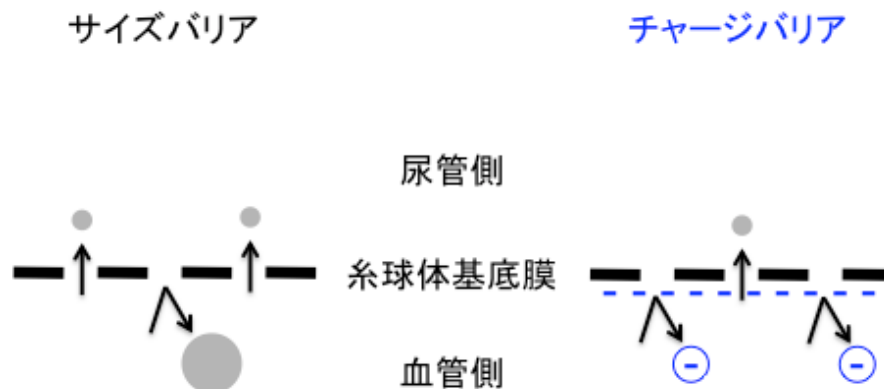 サイズバリア
チャージバリア
尿管側
糸球体基底膜
血管側
-
-